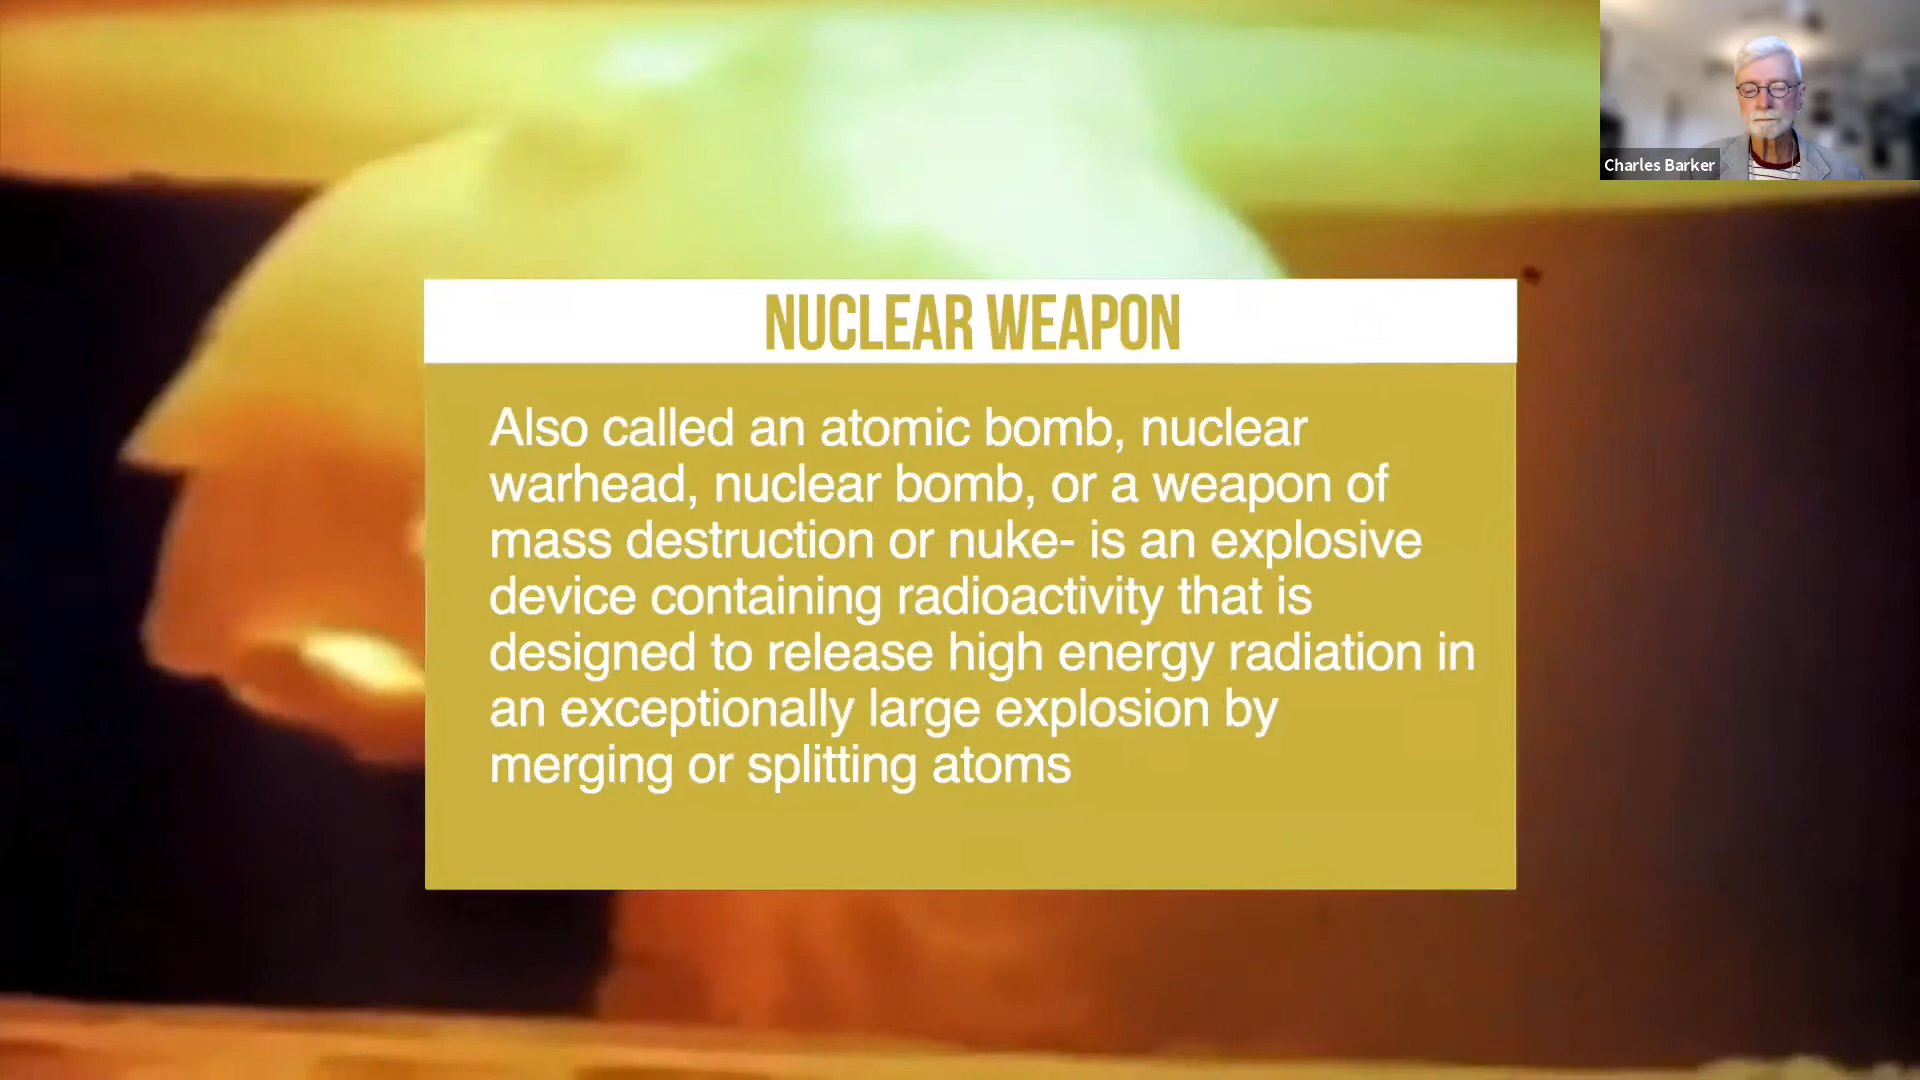 Charles Barker
NUCLEAR WEAPON
Also called an atomic bomb, nuclear
warhead, nuclear bomb, or a weapon of
mass destruction or nuke- is an explosive
device containing radioactivity that is
designed to release high energy radiation in
an exceptionally large explosion by
merging or splitting atoms